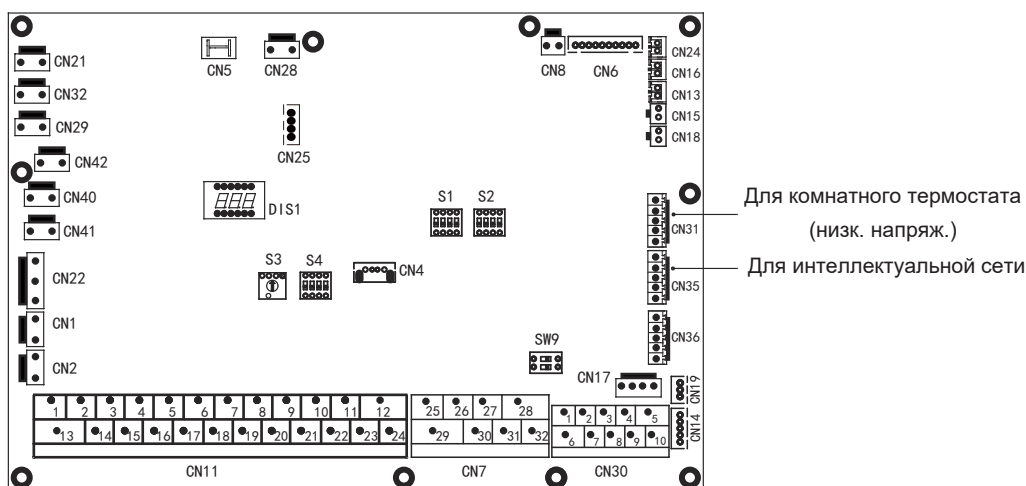 CN21
CN5
CN28
CN8
CN6
CN24
CN32
CN16
CN13
CN29
CN15
CN25
CN18
CN42
CN40
DIS1
S1
S2
CN31
Для комнатного термостата
(низк. напряж.)
CN41
CN22
S3
S4
CN4
CN35
Для интеллектуальной сети
CN1
SW9
CN36
CN2
CN17
CN19
1 2 3 4 5 6 7 8 9 10 11 12
25 26 27 28
1 2 3 4 5
CN14
13 14 15 16 17 18 19 20 21 22 23 24
29 30 31 32
6 7 8 9 10
CN11
CN7
CN30